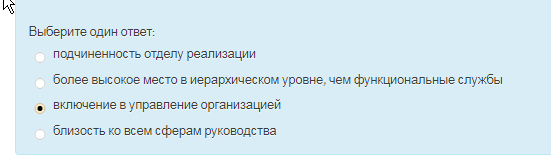 Выберите один ответ:
подчиненность отделу реализации
более высокое место в иерархическом уровне, чем функциональные службы
включение в управление организацией
близость ко всем сферам руководства